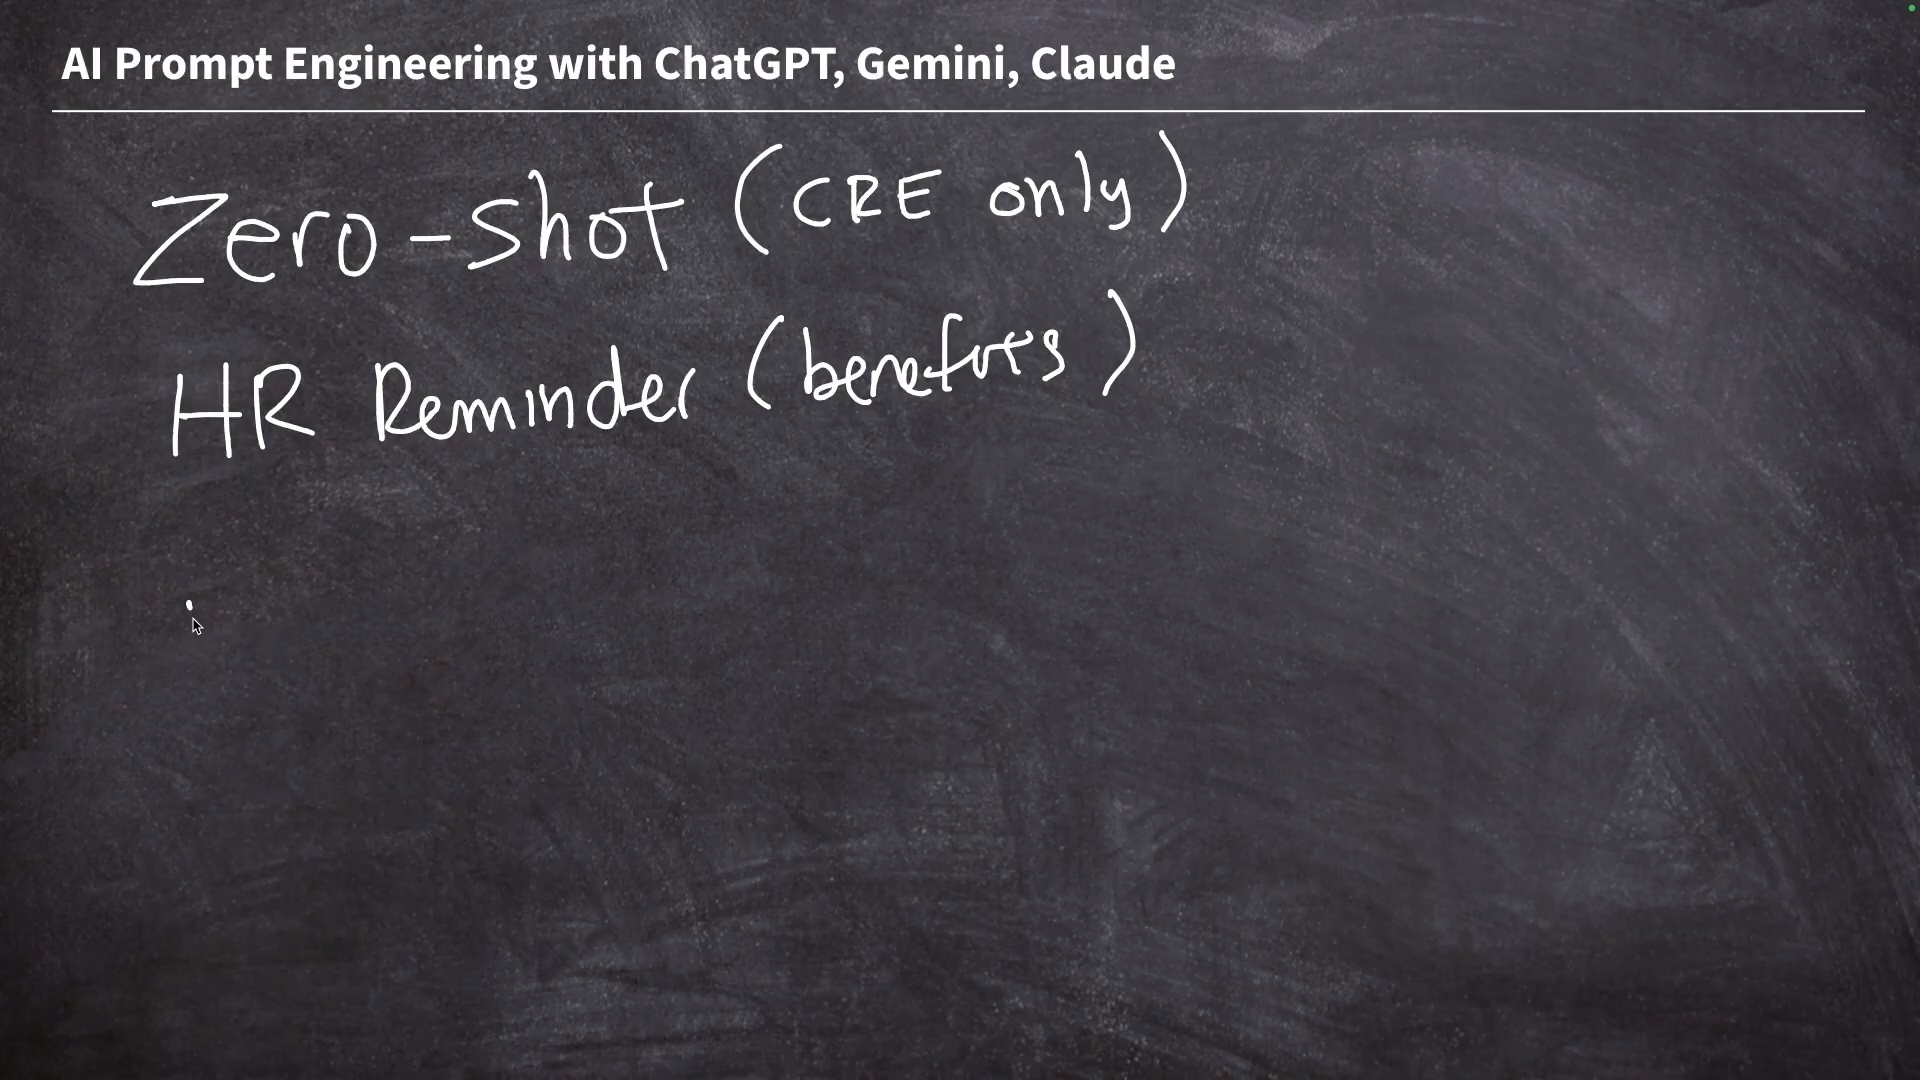 AI Prompt Engineering with ChatGPT, Gemini, Claude
Zero-shot (CRE only)
HR Reminder (benefits)